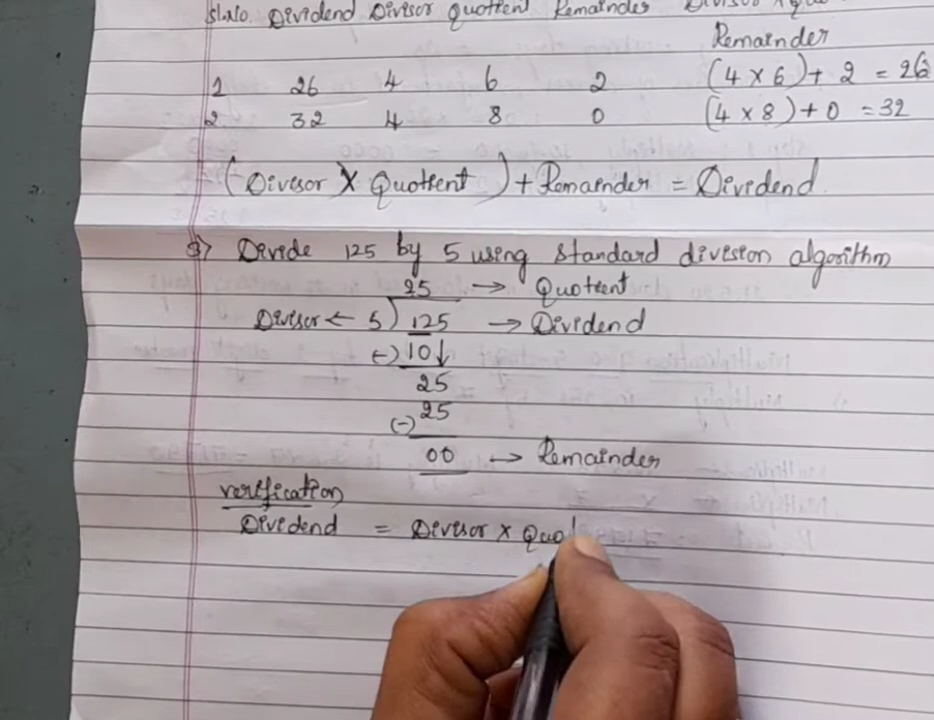 Sl.No. Dividend Divisor Quotient Remainder
Remainder
1 26 4 6 2 (4 × 6) + 2 = 26
2. 32 4 8 0 (4 × 8) + 0 = 32
(Divisor × Quotient) + Remainder = Dividend
3) Divide 125 by 5 using standard division algorithm
25 → Quotient
Divisor ← 5) 125 → Dividend
(-) 10↓
25
(-) 25
00 → Remainder
verification
Dividend = Divisor × Quo